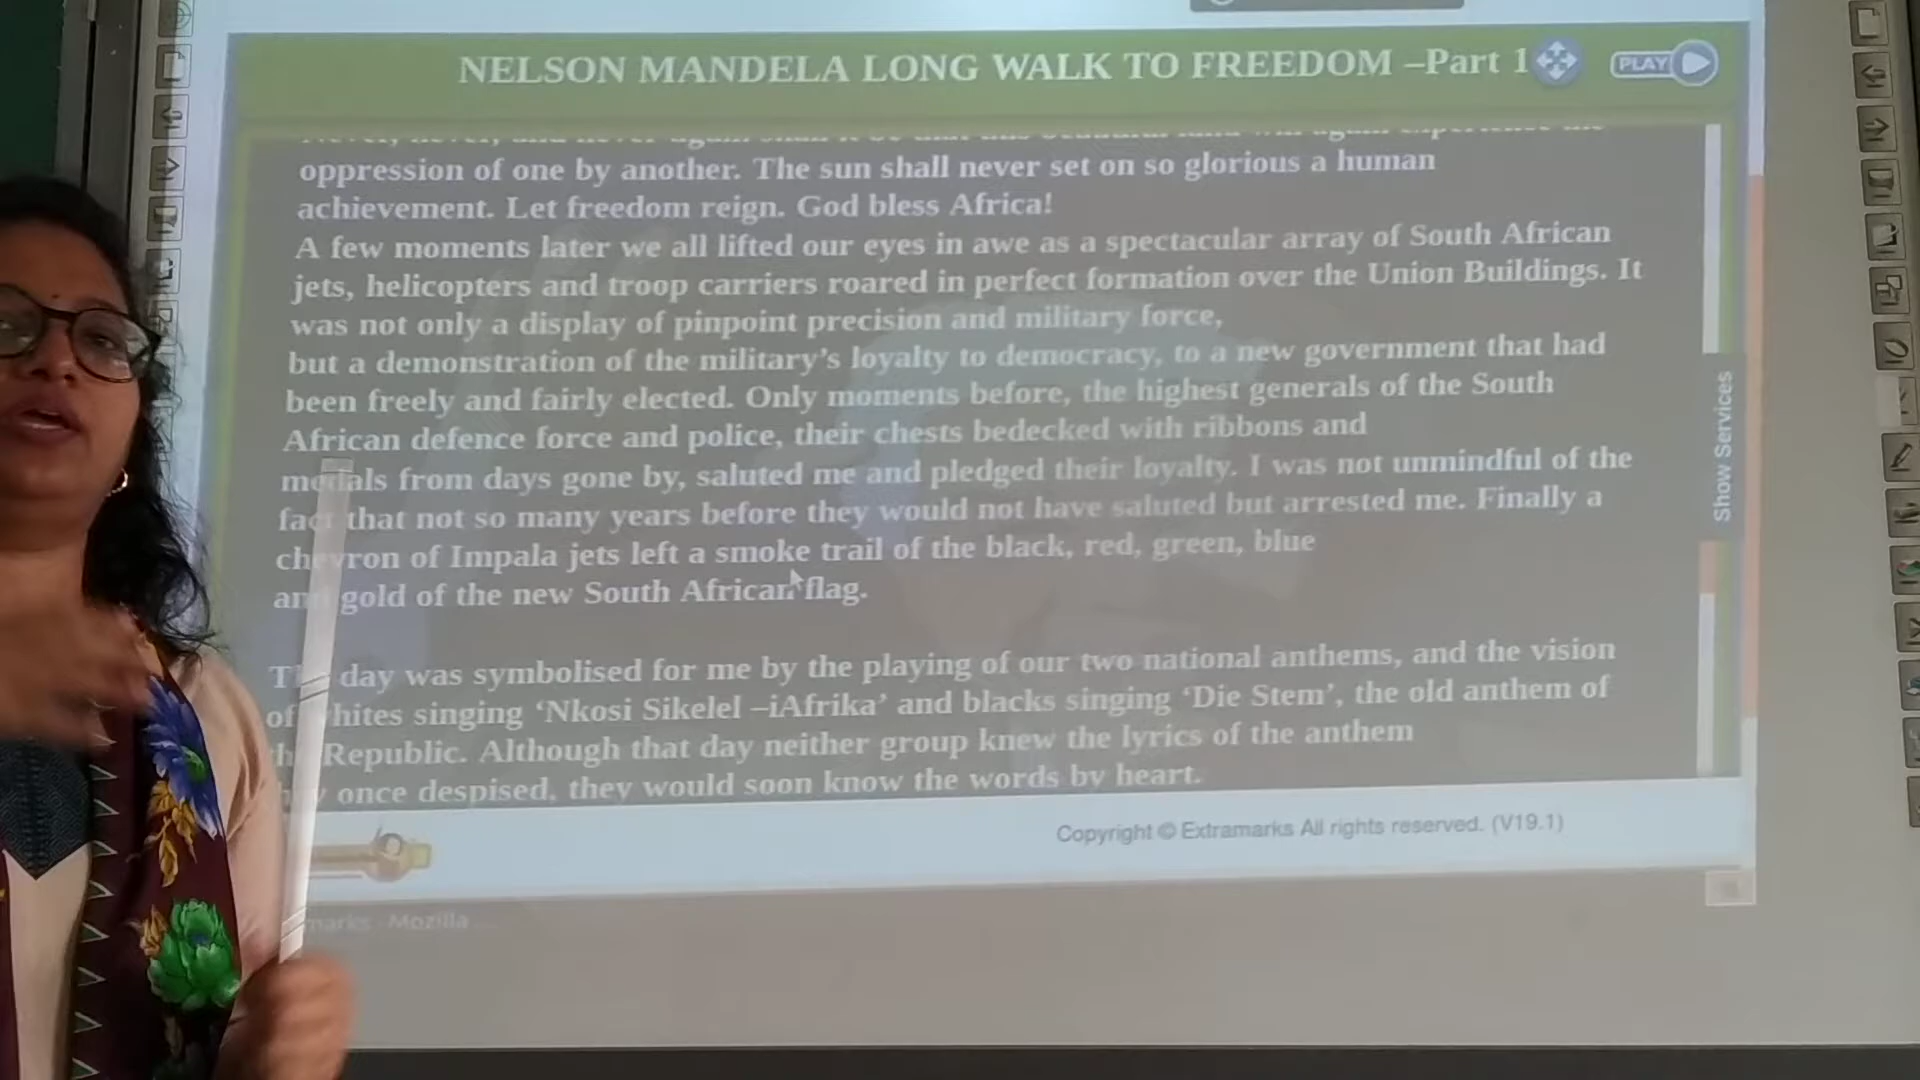 NELSON MANDELA LONG WALK TO FREEDOM –Part 1
PLAY
oppression of one by another. The sun shall never set on so glorious a human
achievement. Let freedom reign. God bless Africa!
A few moments later we all lifted our eyes in awe as a spectacular array of South African
jets, helicopters and troop carriers roared in perfect formation over the Union Buildings. It
was not only a display of pinpoint precision and military force,
but a demonstration of the military's loyalty to democracy, to a new government that had
been freely and fairly elected. Only moments before, the highest generals of the South
African defence force and police, their chests bedecked with ribbons and
medals from days gone by, saluted me and pledged their loyalty. I was not unmindful of the
fact that not so many years before they would not have saluted but arrested me. Finally a
chevron of Impala jets left a smoke trail of the black, red, green, blue
and gold of the new South African flag.
The day was symbolised for me by the playing of our two national anthems, and the vision
of whites singing ‘Nkosi Sikelel –iAfrika’ and blacks singing ‘Die Stem’, the old anthem of
the Republic. Although that day neither group knew the lyrics of the anthem
they once despised, they would soon know the words by heart.
Show Services
Copyright © Extramarks All rights reserved. (V19.1)
Mozilla